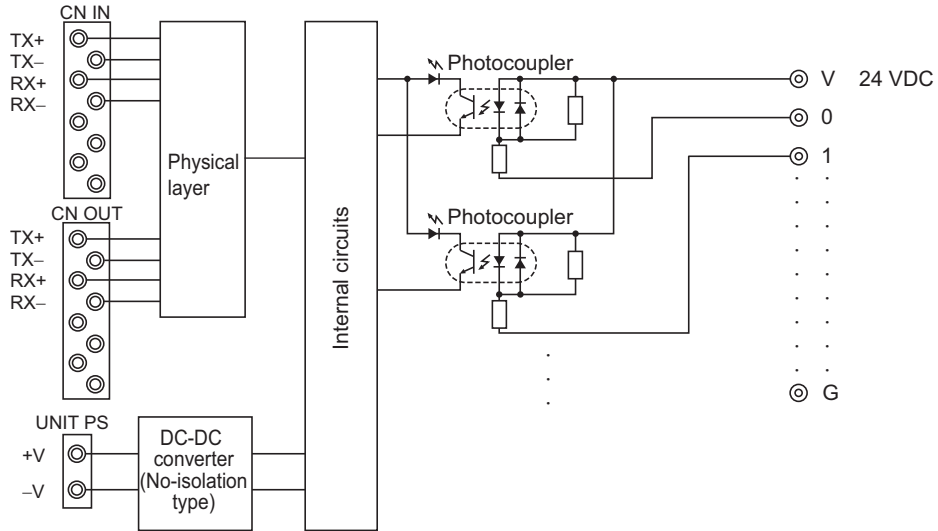 CN IN
TX+
TX–
RX+
RX–
Physical
layer
CN OUT
TX+
TX–
RX+
RX–
UNIT PS
+V
–V
DC-DC
converter
(No-isolation
type)
Internal circuits
Photocoupler
Photocoupler
V 24 VDC
0
1
G